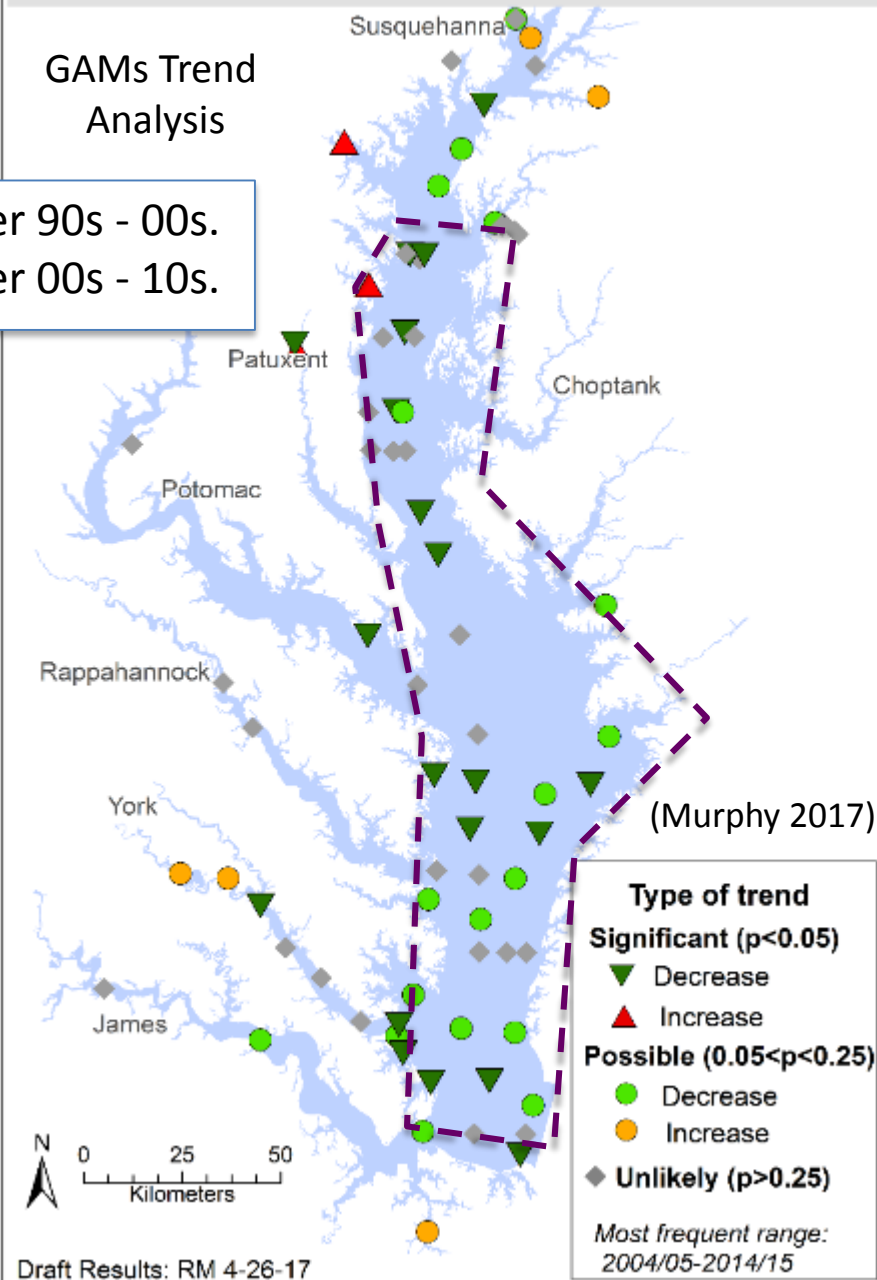 Susquehanna
GAMs Trend
Analysis
er 90s - 00s.
er 00s - 10s.
Patuxent
Choptank
Potomac
Rappahannock
York
(Murphy 2017)
James
Type of trend
Significant (p<0.05)
Decrease
Increase
Possible (0.05<p<0.25)
Decrease
Increase
Unlikely (p>0.25)
Most frequent range:
2004/05-2014/15
N
0 25 50
Kilometers
Draft Results: RM 4-26-17